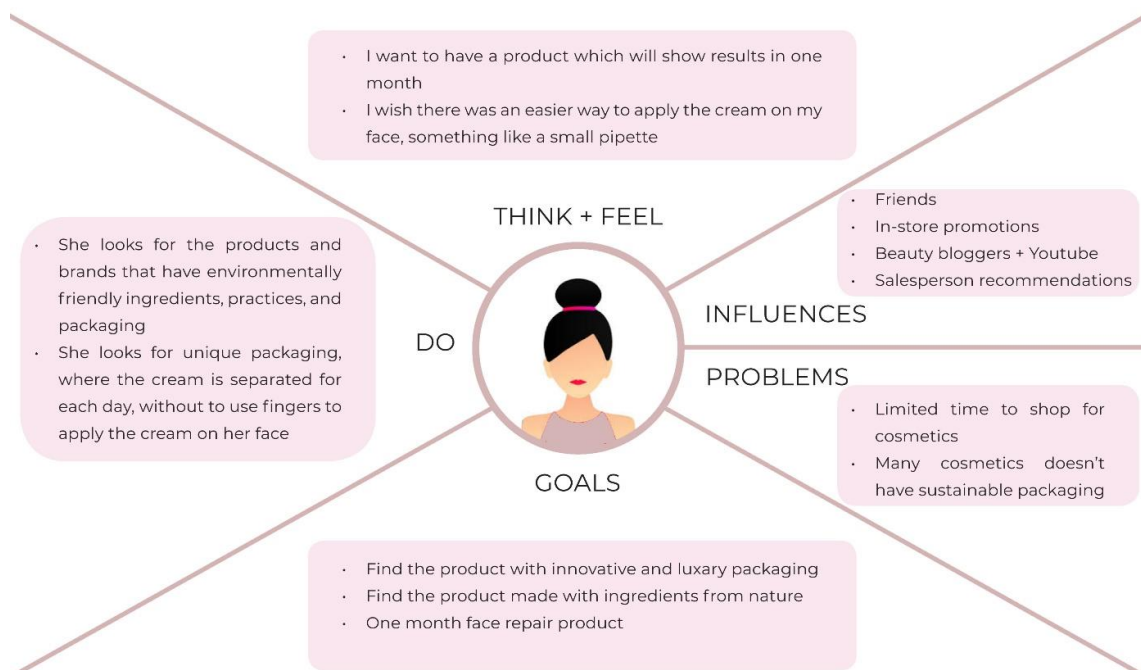 • I want to have a product which will show results in one
month
• I wish there was an easier way to apply the cream on my
face, something like a small pipette
THINK + FEEL
• Friends
• In-store promotions
• Beauty bloggers + Youtube
• Salesperson recommendations
INFLUENCES
• She looks for the products and
brands that have environmentally
friendly ingredients, practices, and
packaging
• She looks for unique packaging,
where the cream is separated for
each day, without to use fingers to
apply the cream on her face
DO
PROBLEMS
• Limited time to shop for
cosmetics
• Many cosmetics doesn't
have sustainable packaging
GOALS
• Find the product with innovative and luxary packaging
• Find the product made with ingredients from nature
• One month face repair product